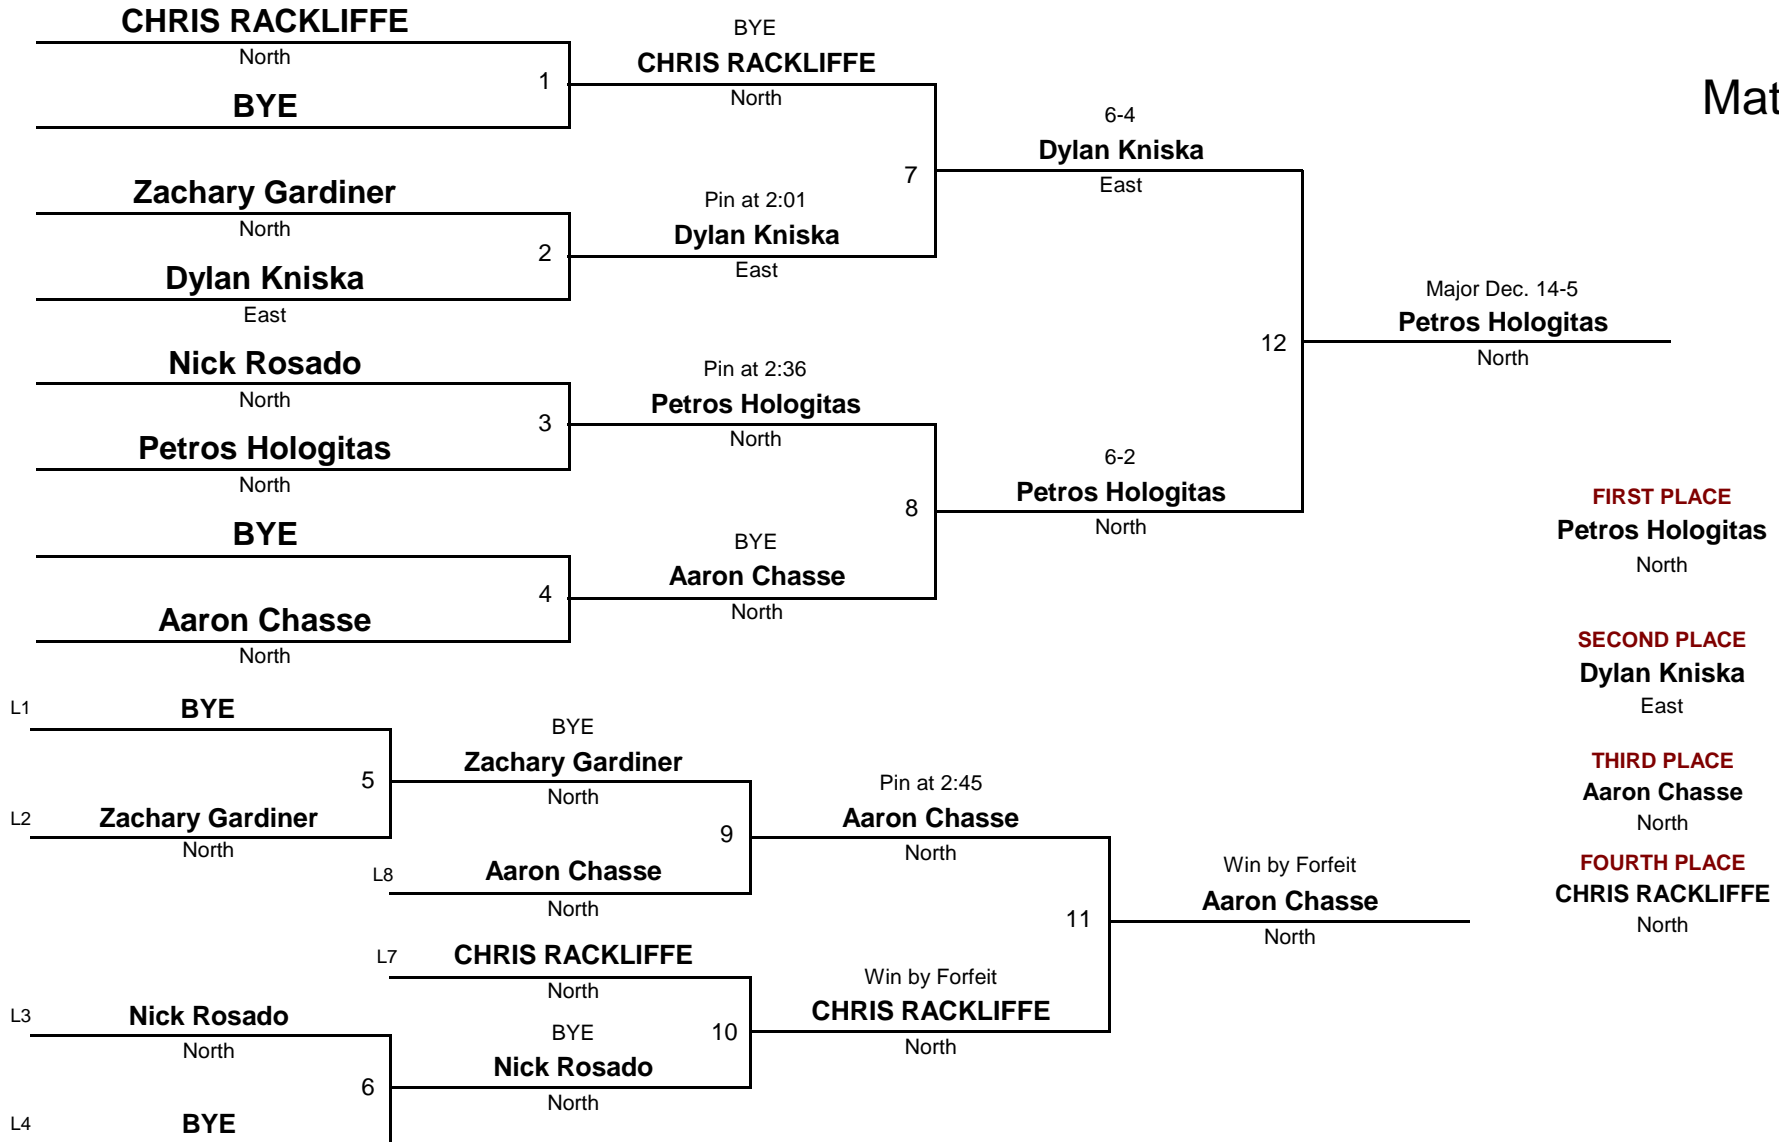 CHRIS RACKLIFFE
North
1
BYE
BYE
CHRIS RACKLIFFE
North
Zachary Gardiner
North
2
Dylan Kniska
East
Pin at 2:01
Dylan Kniska
East
7
6-4
Dylan Kniska
East
Mat
Nick Rosado
North
3
Petros Hologitas
North
Pin at 2:36
Petros Hologitas
North
BYE
4
Aaron Chasse
North
BYE
Aaron Chasse
North
8
6-2
Petros Hologitas
North
12
Major Dec. 14-5
Petros Hologitas
North
FIRST PLACE
Petros Hologitas
North
SECOND PLACE
Dylan Kniska
East
THIRD PLACE
Aaron Chasse
North
FOURTH PLACE
CHRIS RACKLIFFE
North
L1
BYE
5
L2
Zachary Gardiner
North
BYE
Zachary Gardiner
North
9
L8
Aaron Chasse
North
Pin at 2:45
Aaron Chasse
North
L7
CHRIS RACKLIFFE
North
10
L3
Nick Rosado
North
6
L4
BYE
BYE
Nick Rosado
North
Win by Forfeit
CHRIS RACKLIFFE
North
11
Win by Forfeit
Aaron Chasse
North